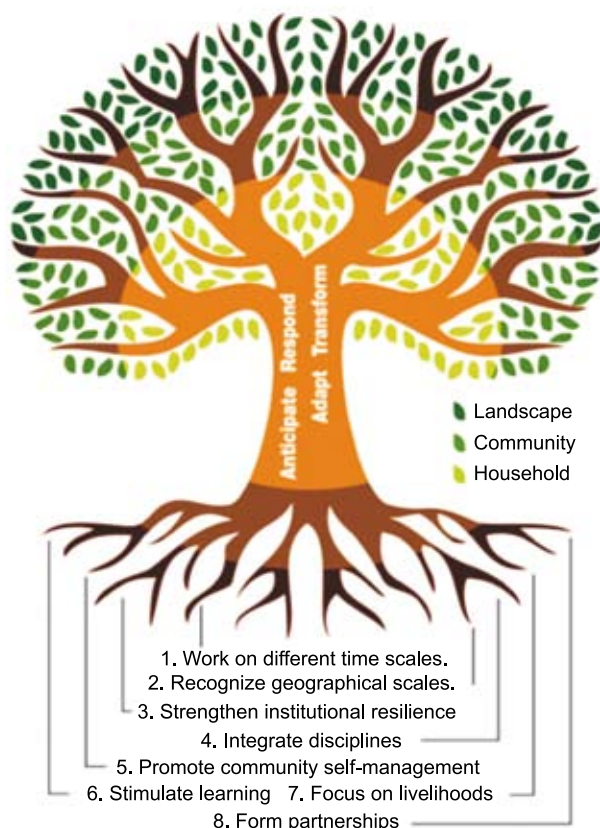 Anticipate Respond
Adapt Transform
Landscape
Community
Household
1. Work on different time scales.
2. Recognize geographical scales.
3. Strengthen institutional resilience
4. Integrate disciplines
5. Promote community self-management
6. Stimulate learning 7. Focus on livelihoods
8. Form partnerships